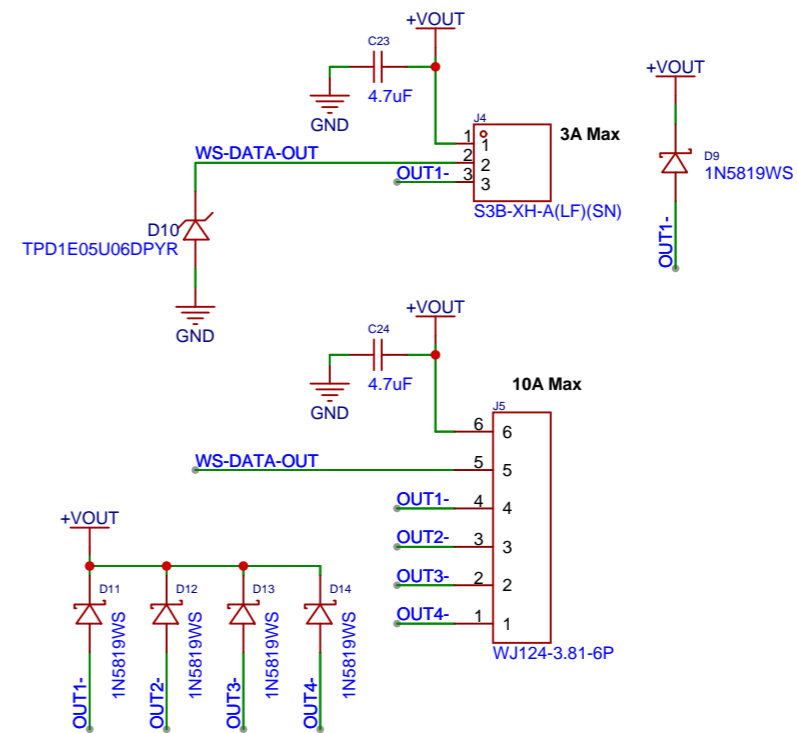 +VOUT
C23
4.7uF
GND
J4
3A Max
1 1
2 2
3 3
WS-DATA-OUT
OUT1-
S3B-XH-A(LF)(SN)
D10
TPD1E05U06DPYR
GND
+VOUT
D9
1N5819WS
OUT1-
+VOUT
C24
4.7uF
GND
10A Max
J5
6 6
WS-DATA-OUT
5 5
OUT1-
4 4
OUT2-
3 3
OUT3-
2 2
OUT4-
1 1
WJ124-3.81-6P
+VOUT
D11
1N5819WS
OUT1-
D12
1N5819WS
OUT2-
D13
1N5819WS
OUT3-
D14
1N5819WS
OUT4-